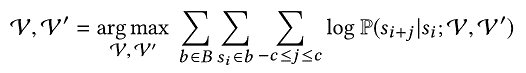 𝒱, 𝒱′ = arg max_{𝒱, 𝒱′} ∑_{b∈B} ∑_{s_i∈b} ∑_{−c≤j≤c} log ℙ(s_{i+j}|s_i; 𝒱, 𝒱′)